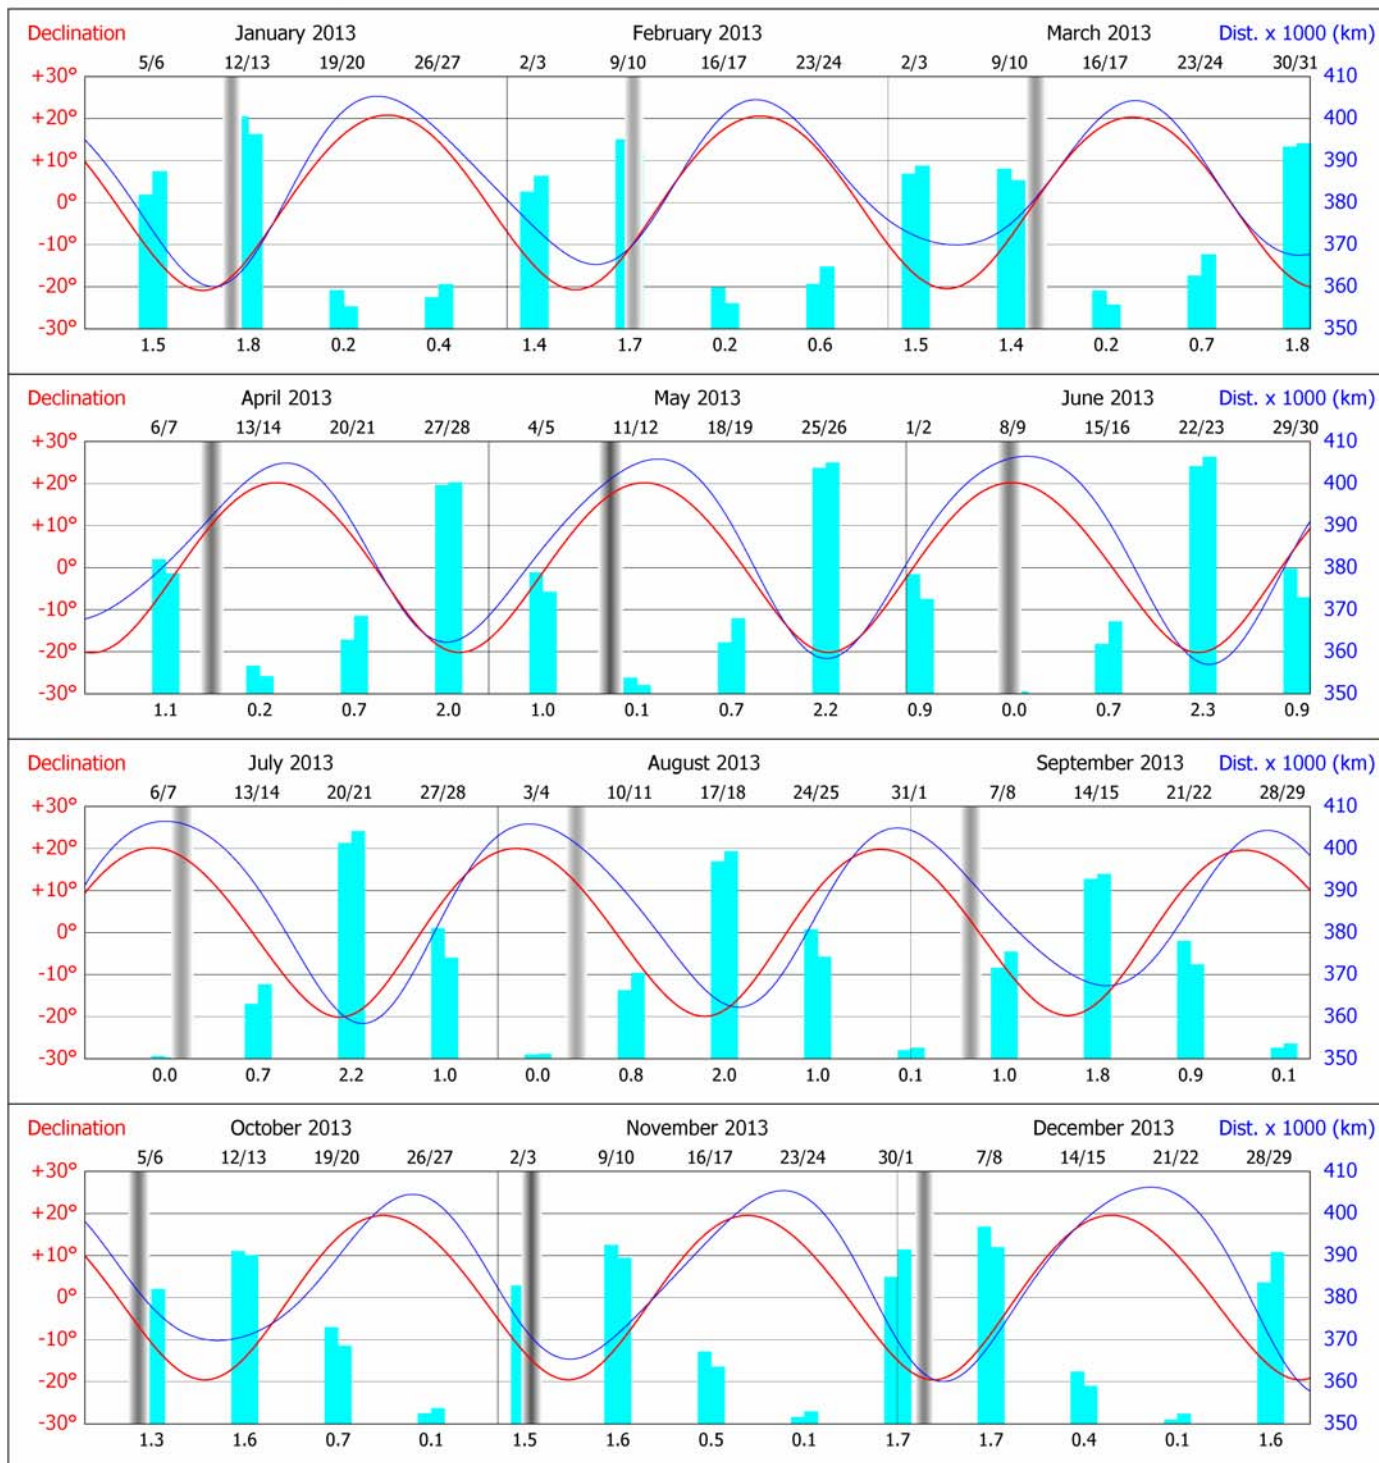 Declination January 2013 February 2013 March 2013 Dist. x 1000 (km)
5/6 12/13 19/20 26/27 2/3 9/10 16/17 23/24 2/3 9/10 16/17 23/24 30/31
+30° 410
+20° 400
+10° 390
0° 380
-10° 370
-20° 360
-30° 350
1.5 1.8 0.2 0.4 1.4 1.7 0.2 0.6 1.5 1.4 0.2 0.7 1.8
Declination April 2013 May 2013 June 2013 Dist. x 1000 (km)
6/7 13/14 20/21 27/28 4/5 11/12 18/19 25/26 1/2 8/9 15/16 22/23 29/30
+30° 410
+20° 400
+10° 390
0° 380
-10° 370
-20° 360
-30° 350
1.1 0.2 0.7 2.0 1.0 0.1 0.7 2.2 0.9 0.0 0.7 2.3 0.9
Declination July 2013 August 2013 September 2013 Dist. x 1000 (km)
6/7 13/14 20/21 27/28 3/4 10/11 17/18 24/25 31/1 7/8 14/15 21/22 28/29
+30° 410
+20° 400
+10° 390
0° 380
-10° 370
-20° 360
-30° 350
0.0 0.7 2.2 1.0 0.0 0.8 2.0 1.0 0.1 1.0 1.8 0.9 0.1
Declination October 2013 November 2013 December 2013 Dist. x 1000 (km)
5/6 12/13 19/20 26/27 2/3 9/10 16/17 23/24 30/1 7/8 14/15 21/22 28/29
+30° 410
+20° 400
+10° 390
0° 380
-10° 370
-20° 360
-30° 350
1.3 1.6 0.7 0.1 1.5 1.6 0.5 0.1 1.7 1.7 0.4 0.1 1.6